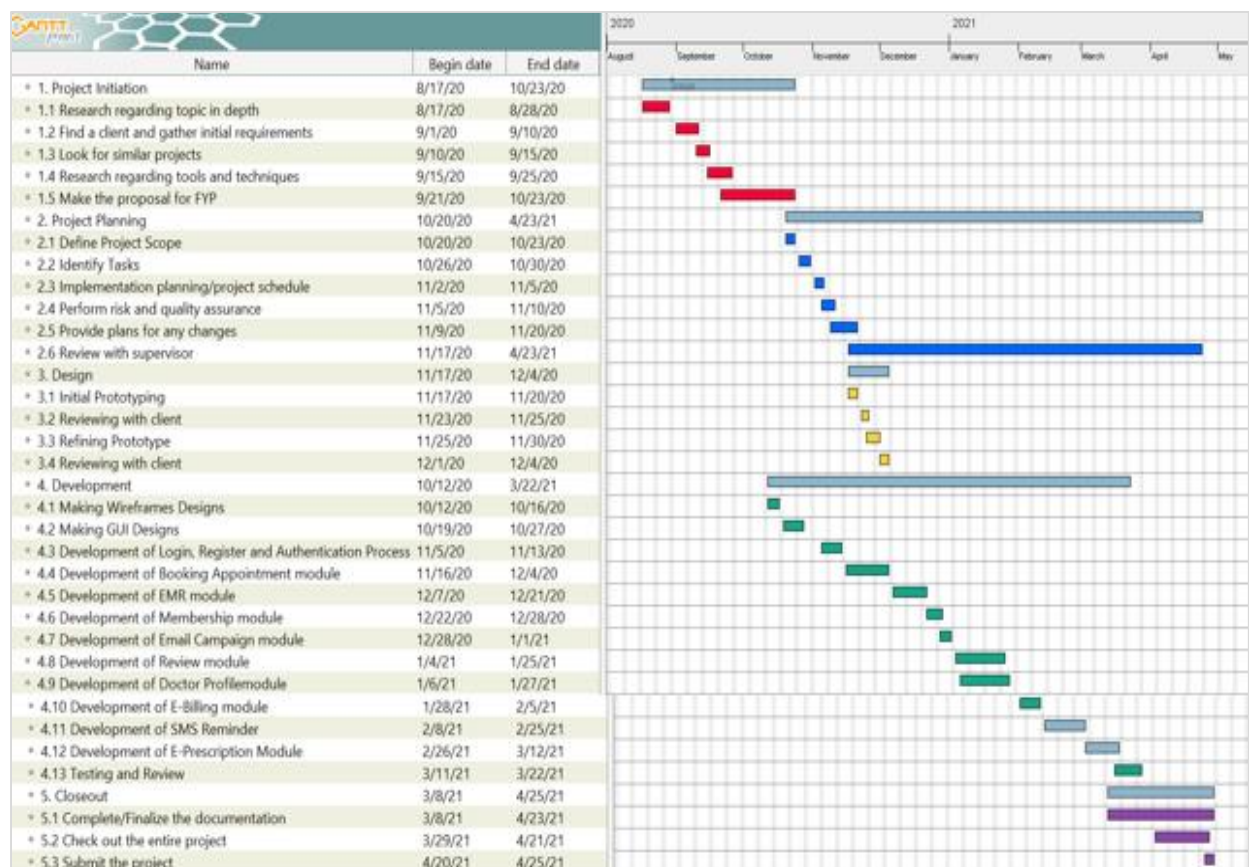 GANTT
project
2020
2021
August September October November December January February March April May
Name Begin date End date
1. Project Initiation 8/17/20 10/23/20
1.1 Research regarding topic in depth 8/17/20 8/28/20
1.2 Find a client and gather initial requirements 9/1/20 9/10/20
1.3 Look for similar projects 9/10/20 9/15/20
1.4 Research regarding tools and techniques 9/15/20 9/25/20
1.5 Make the proposal for FYP 9/21/20 10/23/20
2. Project Planning 10/20/20 4/23/21
2.1 Define Project Scope 10/20/20 10/23/20
2.2 Identify Tasks 10/26/20 10/30/20
2.3 Implementation planning/project schedule 11/2/20 11/5/20
2.4 Perform risk and quality assurance 11/5/20 11/10/20
2.5 Provide plans for any changes 11/9/20 11/20/20
2.6 Review with supervisor 11/17/20 4/23/21
3. Design 11/17/20 12/4/20
3.1 Initial Prototyping 11/17/20 11/20/20
3.2 Reviewing with client 11/23/20 11/25/20
3.3 Refining Prototype 11/25/20 11/30/20
3.4 Reviewing with client 12/1/20 12/4/20
4. Development 10/12/20 3/22/21
4.1 Making Wireframes Designs 10/12/20 10/16/20
4.2 Making GUI Designs 10/19/20 10/27/20
4.3 Development of Login, Register and Authentication Process 11/5/20 11/13/20
4.4 Development of Booking Appointment module 11/16/20 12/4/20
4.5 Development of EMR module 12/7/20 12/21/20
4.6 Development of Membership module 12/22/20 12/28/20
4.7 Development of Email Campaign module 12/28/20 1/1/21
4.8 Development of Review module 1/4/21 1/25/21
4.9 Development of Doctor Profilemodule 1/6/21 1/27/21
4.10 Development of E-Billing module 1/28/21 2/5/21
4.11 Development of SMS Reminder 2/8/21 2/25/21
4.12 Development of E-Prescription Module 2/26/21 3/12/21
4.13 Testing and Review 3/11/21 3/22/21
5. Closeout 3/8/21 4/25/21
5.1 Complete/Finalize the documentation 3/8/21 4/23/21
5.2 Check out the entire project 3/29/21 4/21/21
5.3 Submit the project 4/20/21 4/25/21